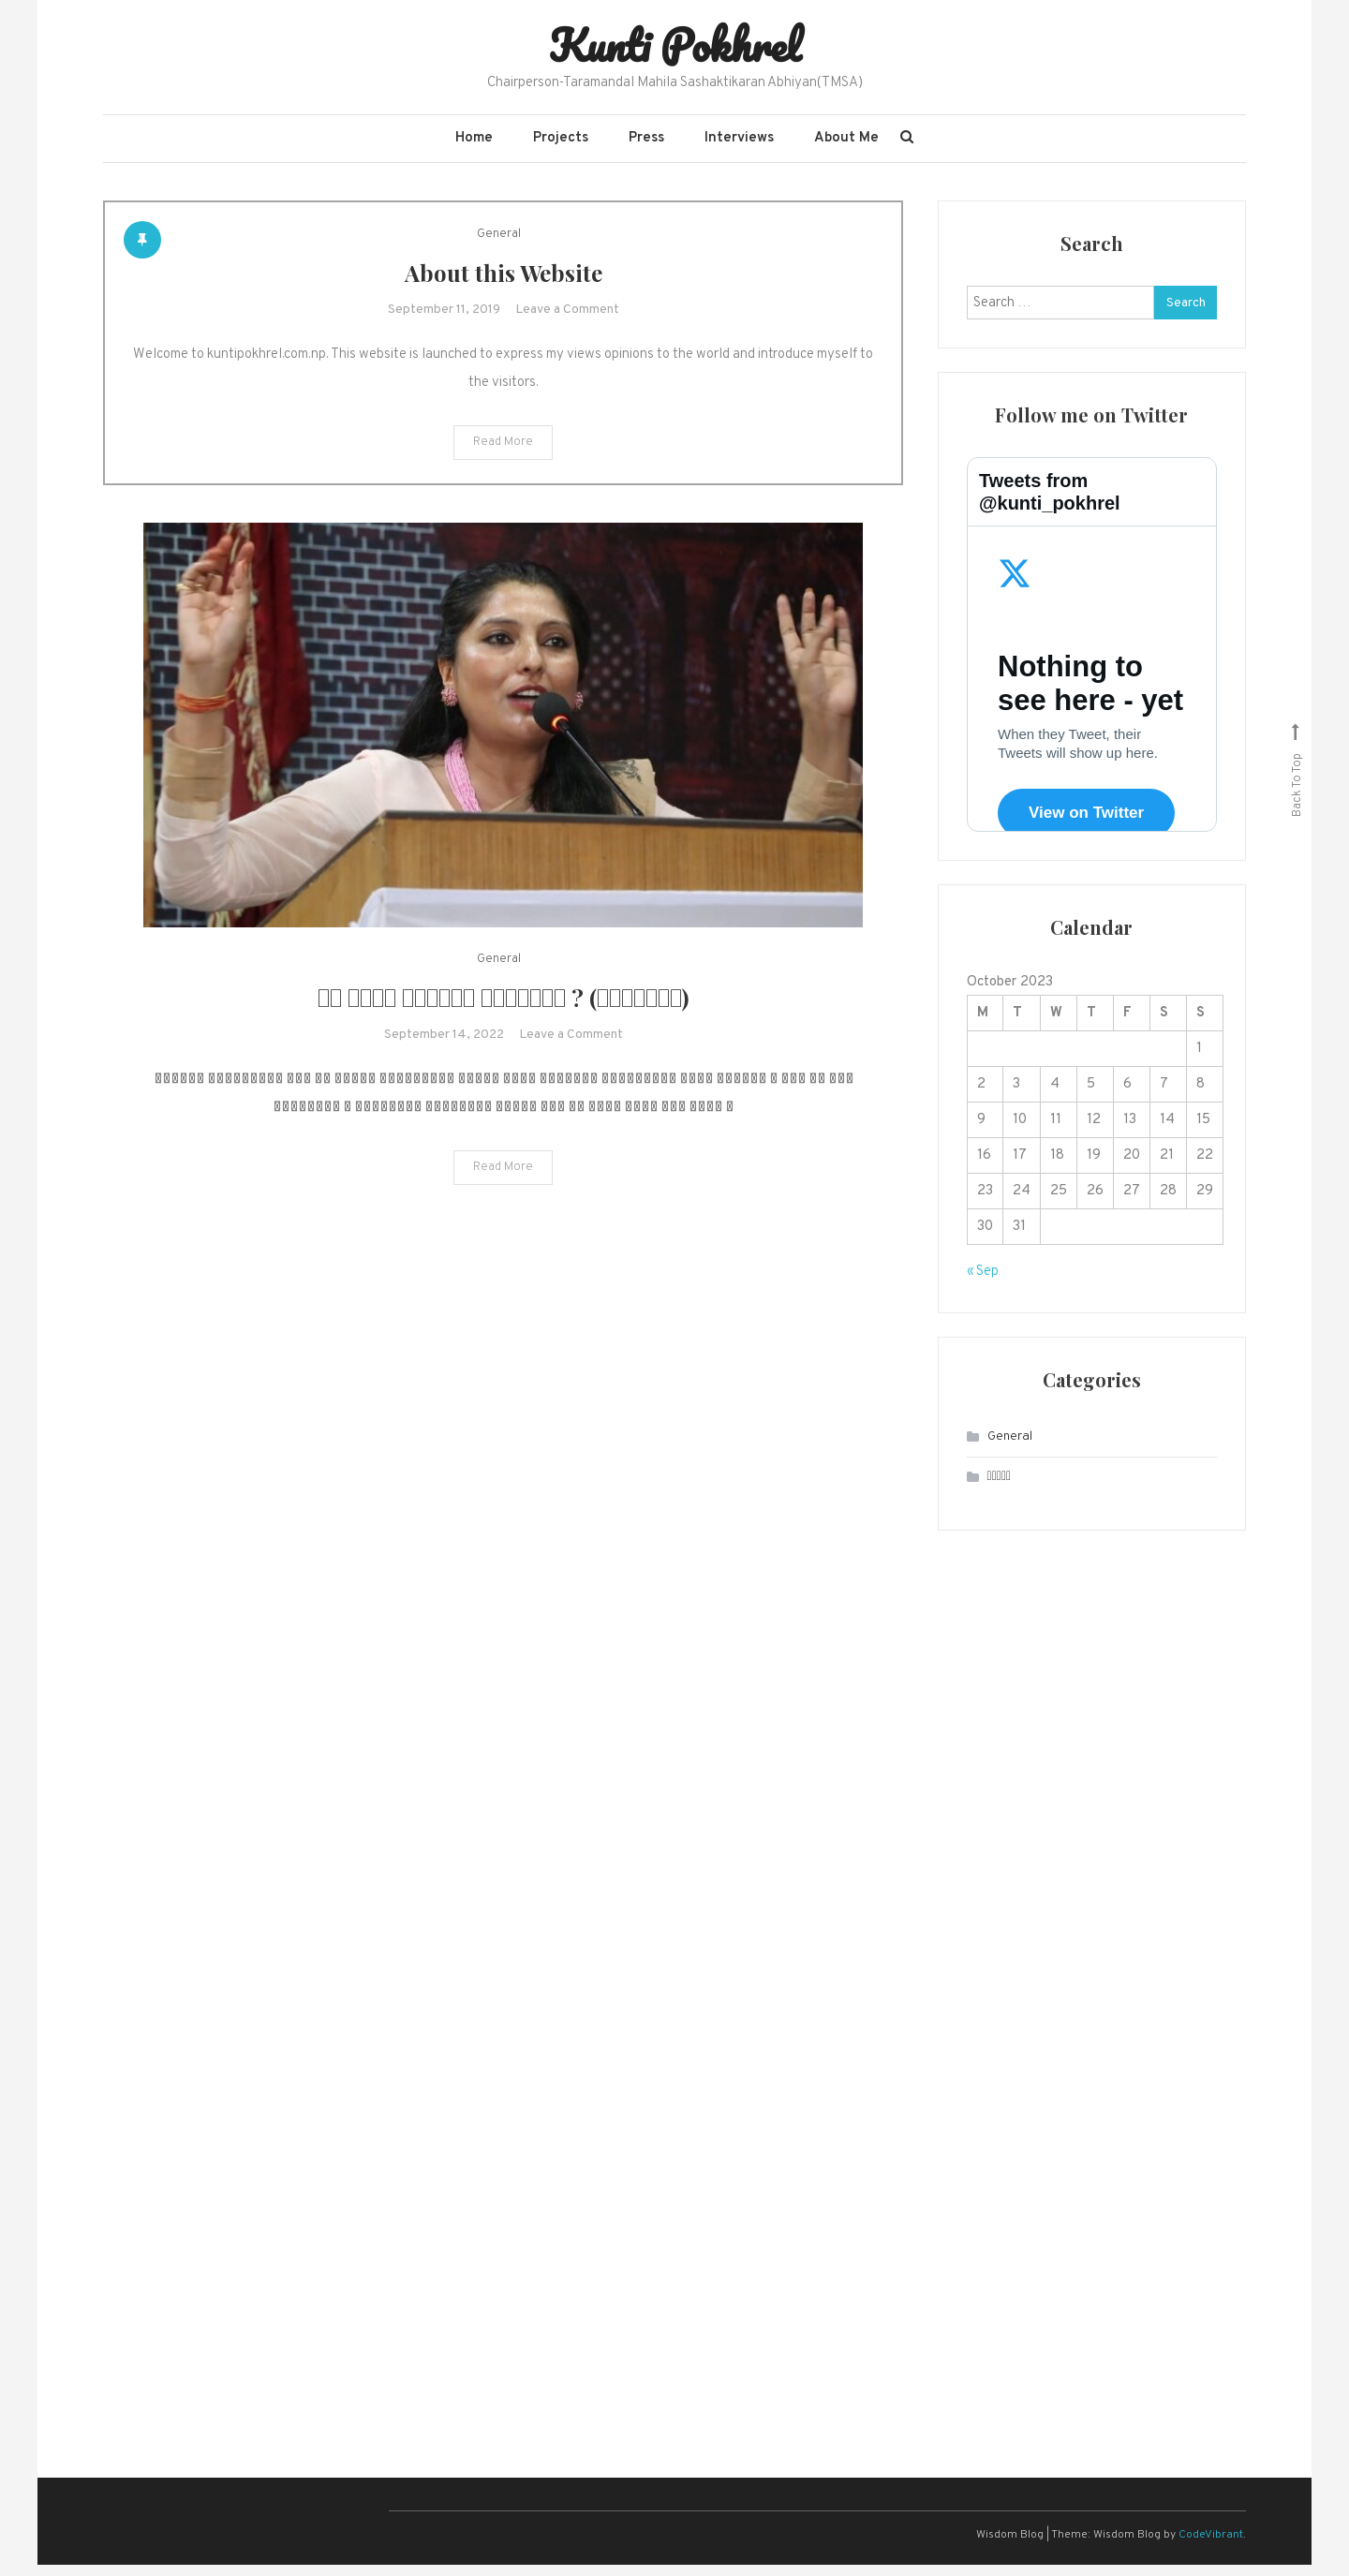 Kunti Pokhrel
Chairperson-Taramandal Mahila Sashaktikaran Abhiyan(TMSA)
Home Projects Press Interviews About Me
General
About this Website
September 11, 2019 Leave a Comment
Welcome to kuntipokhrel.com.np. This website is launched to express my views opinions to the world and introduce myself to
the visitors.
Read More
General
? ( )
September 14, 2022 Leave a Comment
Read More
Search
Search …
Search
Follow me on Twitter
Tweets from
@kunti_pokhrel
Nothing to
see here - yet
When they Tweet, their
Tweets will show up here.
View on Twitter
Back To Top
Calendar
October 2023
M T W T F S S
1
2 3 4 5 6 7 8
9 10 11 12 13 14 15
16 17 18 19 20 21 22
23 24 25 26 27 28 29
30 31
« Sep
Categories
General
Wisdom Blog | Theme: Wisdom Blog by CodeVibrant.